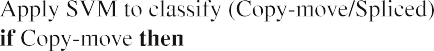 Apply SVM to classify (Copy-move/Spliced)
if Copy-move then